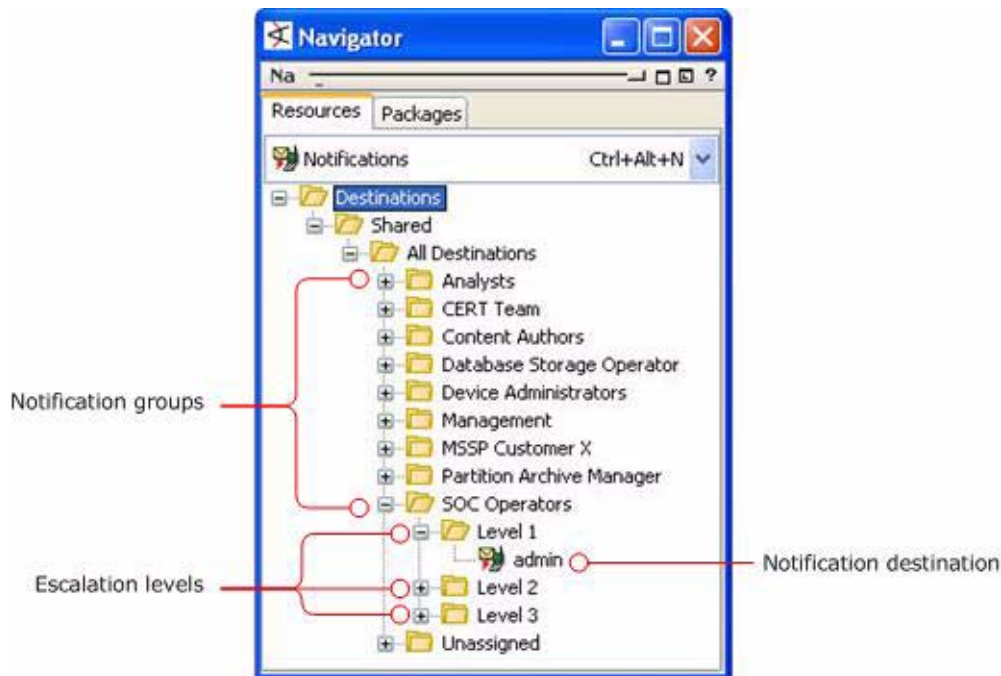 Navigator
Na ?
Resources Packages
Notifications Ctrl+Alt+N
Destinations
Shared
All Destinations
Analysts
CERT Team
Content Authors
Database Storage Operator
Device Administrators
Notification groups
Management
MSSP Customer X
Partition Archive Manager
SOC Operators
Level 1
admin
Notification destination
Escalation levels
Level 2
Level 3
Unassigned